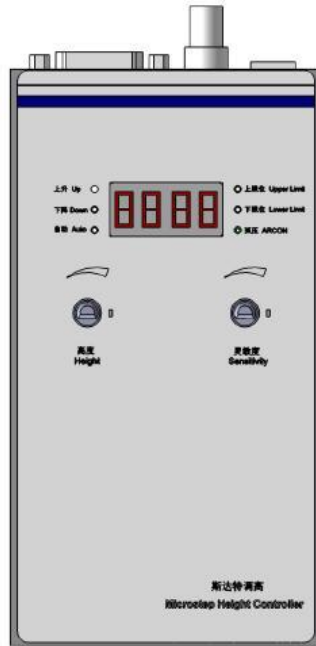 上升 Up
上限位 Upper Limit
8888
下降 Down
下限位 Lower Limit
自动 Auto
弧压 ARCON
高度
Height
灵敏度
Sensitivity
斯达特调高
Microstep Height Controller